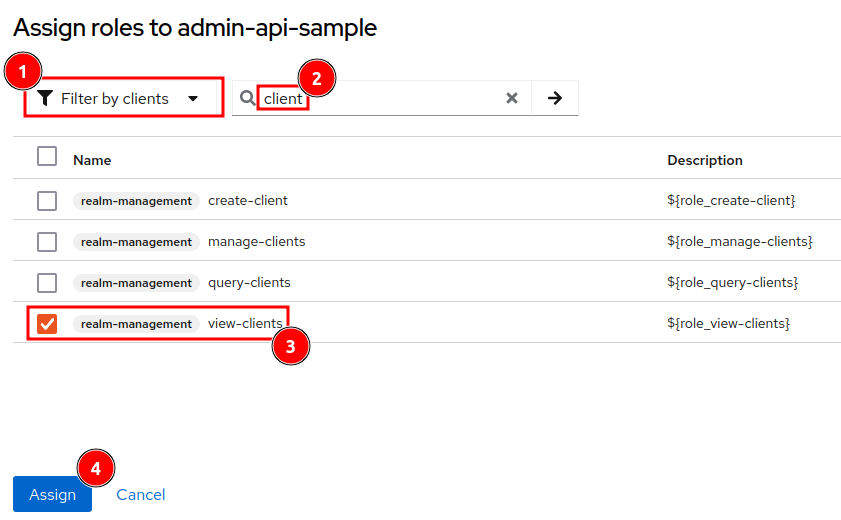 Assign roles to admin-api-sample
1
2
Filter by clients
client
Name Description
realm-management create-client ${role_create-client}
realm-management manage-clients ${role_manage-clients}
realm-management query-clients ${role_query-clients}
realm-management view-clients ${role_view-clients}
3
4
Assign Cancel